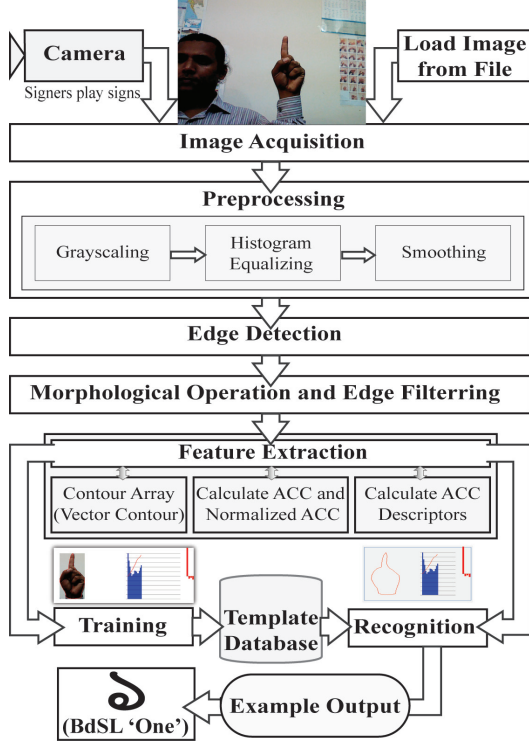 Camera
Signers play signs
Load Image
from File
Image Acquisition
Preprocessing
Grayscaling
Histogram
Equalizing
Smoothing
Edge Detection
Morphological Operation and Edge Filterring
Feature Extraction
Contour Array
(Vector Contour)
Calculate ACC and
Normalized ACC
Calculate ACC
Descriptors
Training
Template
Database
Recognition
১
(BdSL ‘One’)
Example Output